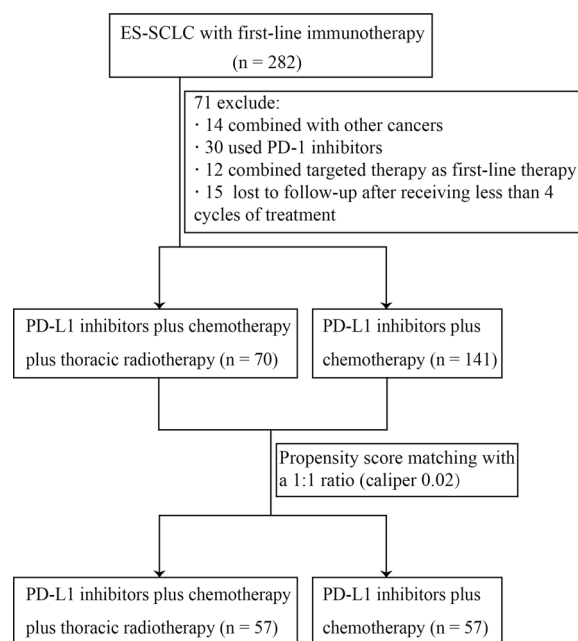 ES-SCLC with first-line immunotherapy
(n = 282)
71 exclude:
· 14 combined with other cancers
· 30 used PD-1 inhibitors
· 12 combined targeted therapy as first-line therapy
· 15 lost to follow-up after receiving less than 4
cycles of treatment
PD-L1 inhibitors plus chemotherapy
plus thoracic radiotherapy (n = 70)
PD-L1 inhibitors plus
chemotherapy (n = 141)
Propensity score matching with
a 1:1 ratio (caliper 0.02)
PD-L1 inhibitors plus chemotherapy
plus thoracic radiotherapy (n = 57)
PD-L1 inhibitors plus
chemotherapy (n = 57)